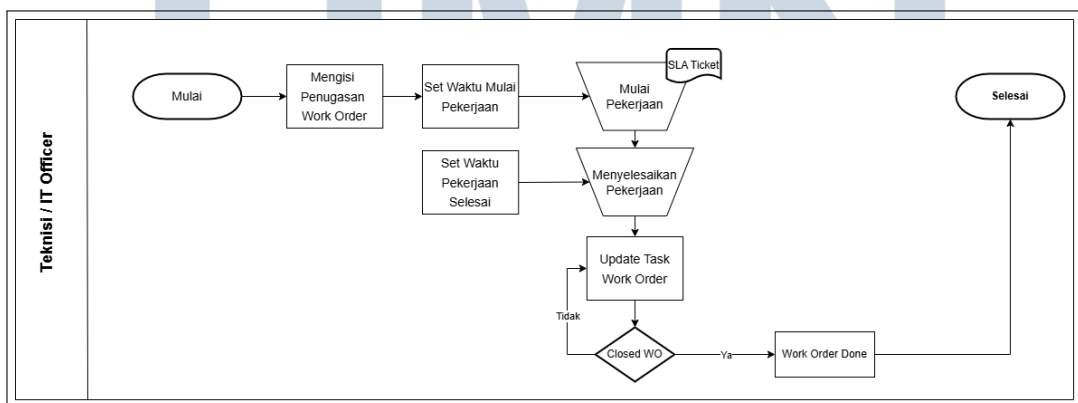 Teknisi / IT Officer
Mulai
Mengisi
Penugasan
Work Order
Set Waktu Mulai
Pekerjaan
SLA Ticket
Mulai
Pekerjaan
Selesai
Set Waktu
Pekerjaan
Selesai
Menyelesaikan
Pekerjaan
Update Task
Work Order
Tidak
Closed WO
Ya
Work Order Done